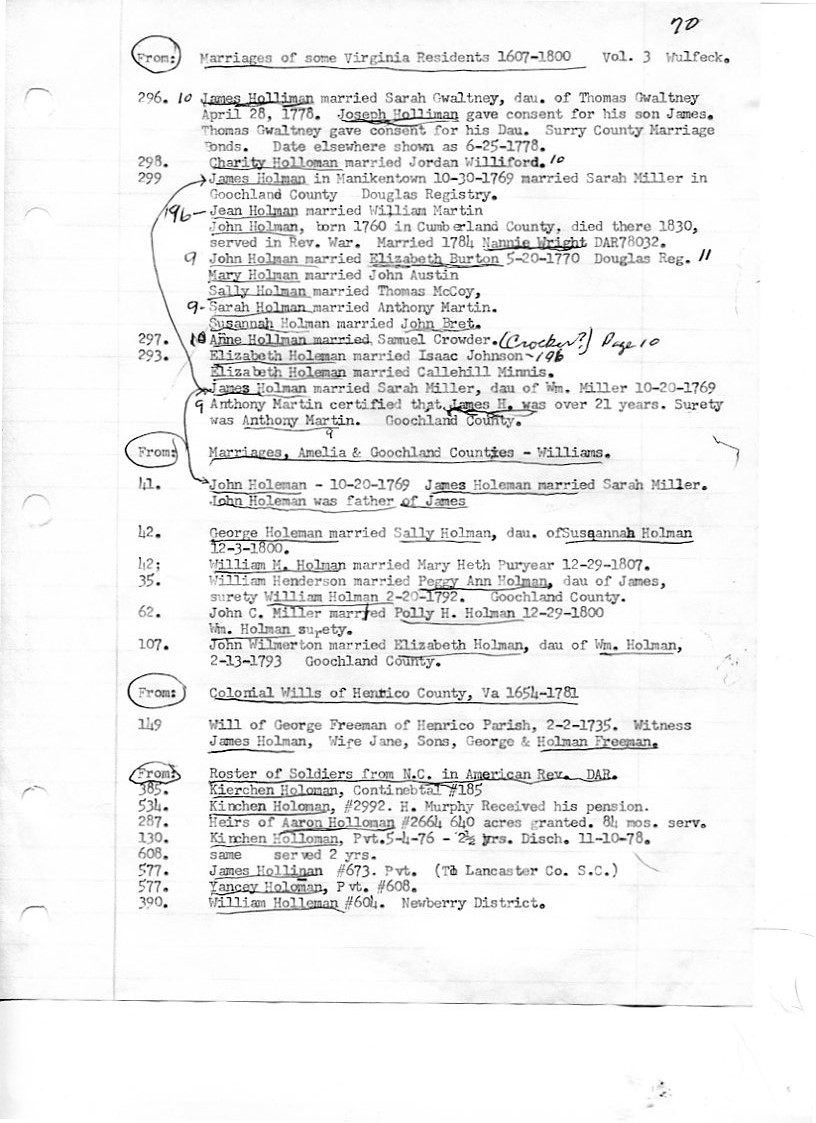 70
From: Marriages of some Virginia Residents 1607-1800 Vol. 3 Wulfeck.
296. 10 James Holliman married Sarah Gwaltney, dau. of Thomas Gwaltney
April 28, 1778. Joseph Holliman gave consent for his son James.
Thomas Gwaltney gave consent for his Dau. Surry County Marriage
Bonds. Date elsewhere shown as 6-25-1778.
298. Charity Holloman married Jordan Williford. 10
299 James Holman in Manikentown 10-30-1769 married Sarah Miller in
Goochland County Douglas Registry.
196- Jean Holman married William Martin
John Holman, born 1760 in Cumberland County, died there 1830,
served in Rev. War. Married 1784 Nannie Wright DAR78032.
9 John Holman married Elizabeth Burton 5-20-1770 Douglas Reg. 11
Mary Holman married John Austin
Sally Holman married Thomas McCoy,
9- Sarah Holman married Anthony Martin.
Susannah Holman married John Bret.
297. 10 Anne Hollman married Samuel Crowder. (Crocker?) Page 10
293. Elizabeth Holeman married Isaac Johnson-196
Elizabeth Holeman married Callehill Minnis.
James Holman married Sarah Miller, dau of Wm. Miller 10-20-1769
9 Anthony Martin certified that James H. was over 21 years. Surety
was Anthony Martin. Goochland County.
9
From: Marriages, Amelia & Goochland Counties - Williams.
41. John Holeman - 10-20-1769 James Holeman married Sarah Miller.
John Holeman was father of James
42. George Holeman married Sally Holman, dau. ofSusqannah Holman
12-3-1800.
42; William M. Holman married Mary Heth Puryear 12-29-1807.
35. William Henderson married Peggy Ann Holman, dau of James,
surety William Holman 2-20-1792. Goochland County.
62. John C. Miller married Polly H. Holman 12-29-1800
Wm. Holman surety.
107. John Wilmerton married Elizabeth Holman, dau of Wm. Holman,
2-13-1793 Goochland County.
From: Colonial Wills of Henrico County, Va 1654-1781
149 Will of George Freeman of Henrico Parish, 2-2-1735. Witness
James Holman, Wife Jane, Sons, George & Holman Freeman.
From: Roster of Soldiers from N.C. in American Rev. DAR.
385. Kierchen Holoman, Continebtal #185
534. Kinchen Holoman, #2992. H. Murphy Received his pension.
287. Heirs of Aaron Holloman #2664 640 acres granted. 84 mos. serv.
130. Kinchen Holloman, Pvt.5-4-76 - 2½ yrs. Disch. 11-10-78.
608. same served 2 yrs.
577. James Hollinan #673. Pvt. (To Lancaster Co. S.C.)
577. Yancey Holoman, Pvt. #608.
390. William Holleman #604. Newberry District.